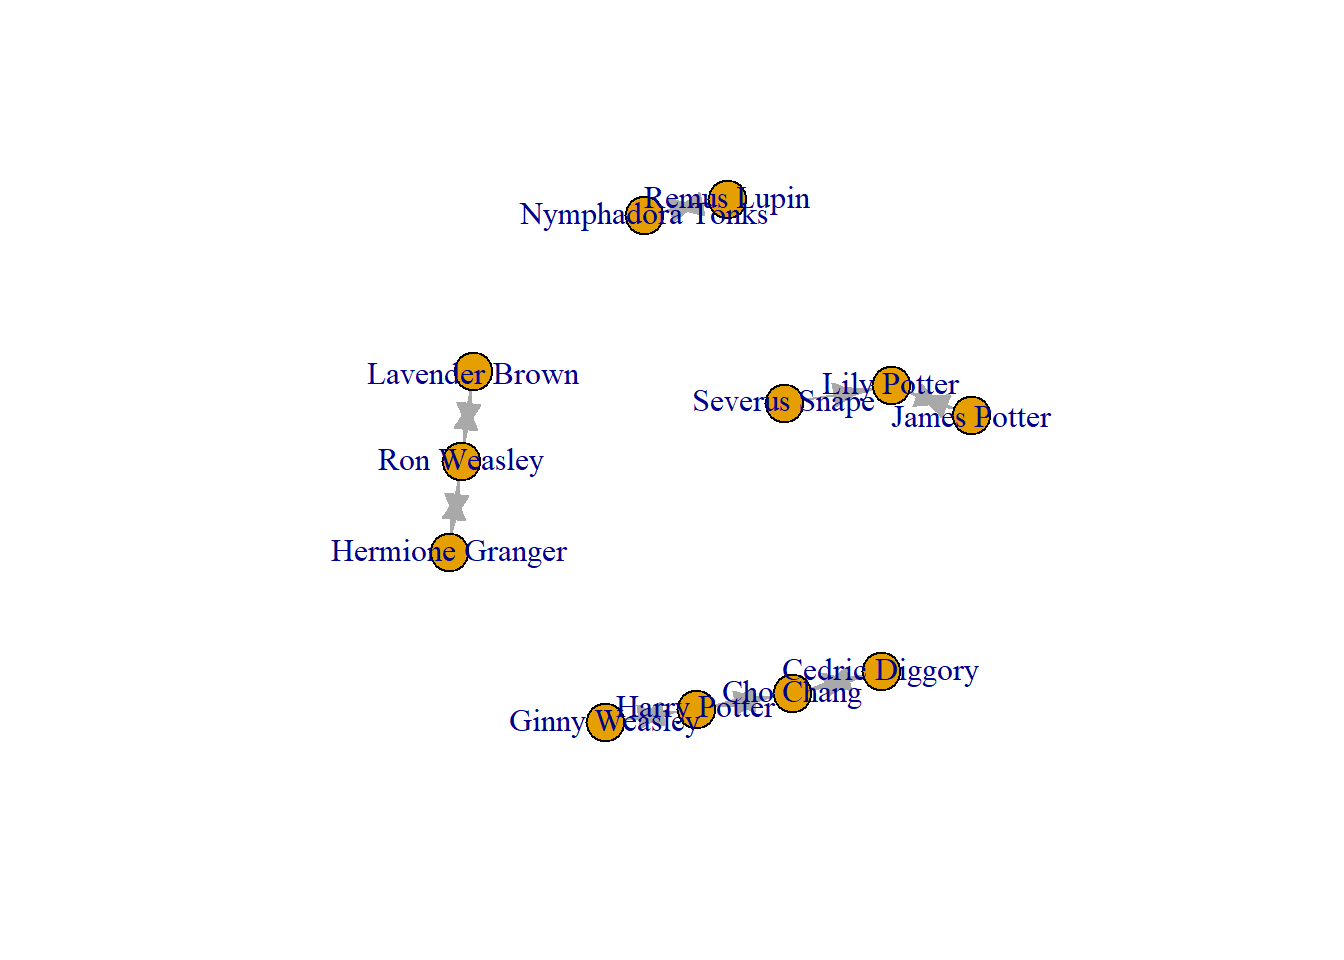 Remus Lupin
Nymphadora Tonks
Lavender Brown
Lily Potter
Severus Snape
James Potter
Ron Weasley
Hermione Granger
Cedric Diggory
Cho Chang
Harry Potter
Ginny Weasley